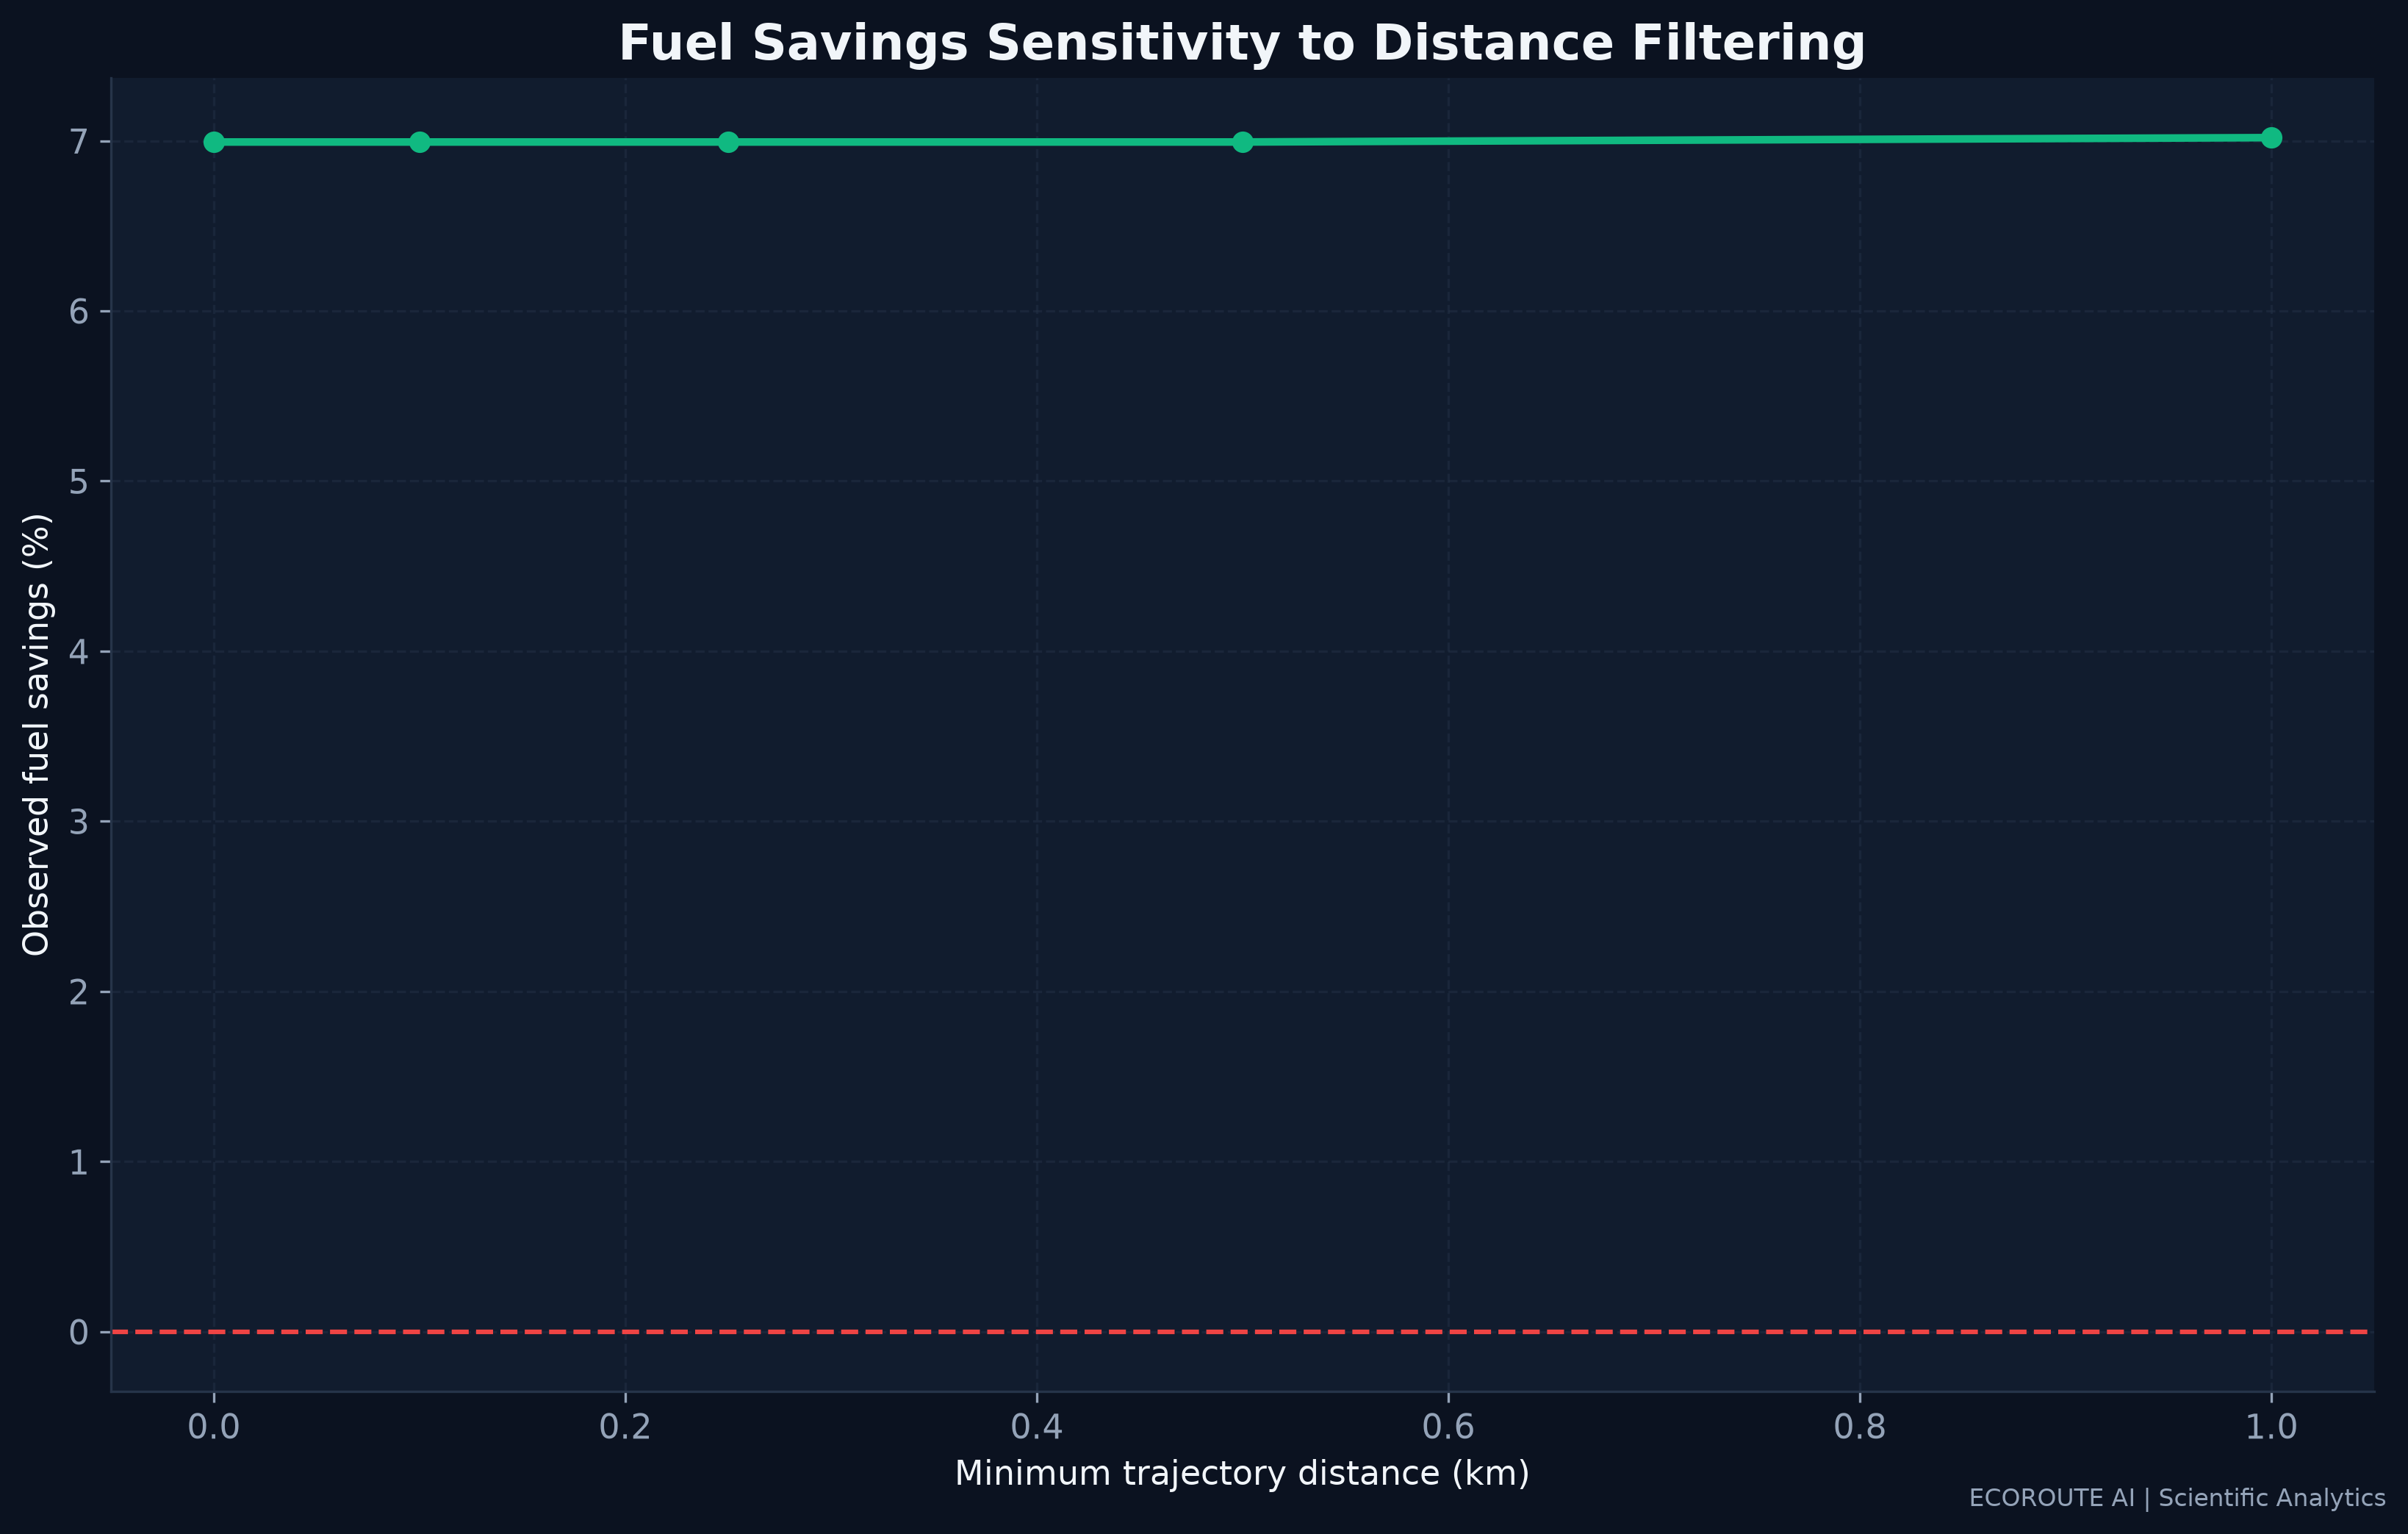 Fuel Savings Sensitivity to Distance Filtering
Observed fuel savings (%)
7
6
5
4
3
2
1
0
0.0 0.2 0.4 0.6 0.8 1.0
Minimum trajectory distance (km)
ECOROUTE AI | Scientific Analytics